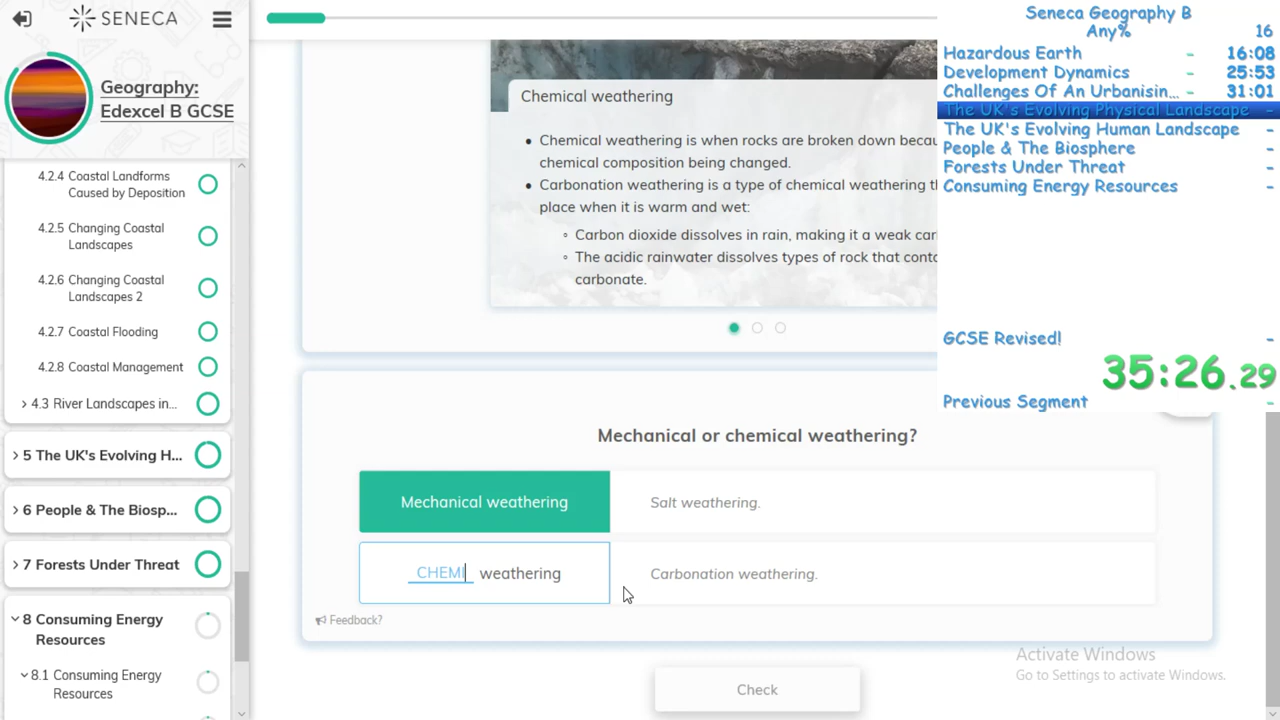 SENECA
Geography:
Edexcel B GCSE
4.2.4 Coastal Landforms
Caused by Deposition
4.2.5 Changing Coastal
Landscapes
4.2.6 Changing Coastal
Landscapes 2
4.2.7 Coastal Flooding
4.2.8 Coastal Management
4.3 River Landscapes in...
5 The UK's Evolving H...
6 People & The Biosp...
7 Forests Under Threat
8 Consuming Energy
Resources
8.1 Consuming Energy
Resources
Chemical weathering
Chemical weathering is when rocks are broken down
chemical composition being changed.
Carbonation weathering is a type of chemical weathering
place when it is warm and wet:
Carbon dioxide dissolves in rain, making it a weak
The acidic rainwater dissolves types of rock that
carbonate.
Mechanical or chemical weathering?
Mechanical weathering
Salt weathering.
CHEMI weathering
Carbonation weathering.
Feedback?
Check
Seneca Geography B
Any% 16
Hazardous Earth - 16:08
Development Dynamics - 25:53
Challenges Of An Urbanisin... - 31:01
The UK's Evolving Physical Landscape -
The UK's Evolving Human Landscape -
People & The Biosphere -
Forests Under Threat -
Consuming Energy Resources -
GCSE Revised! -
35:26.29
Previous Segment -
Activate Windows
Go to Settings to activate Windows.